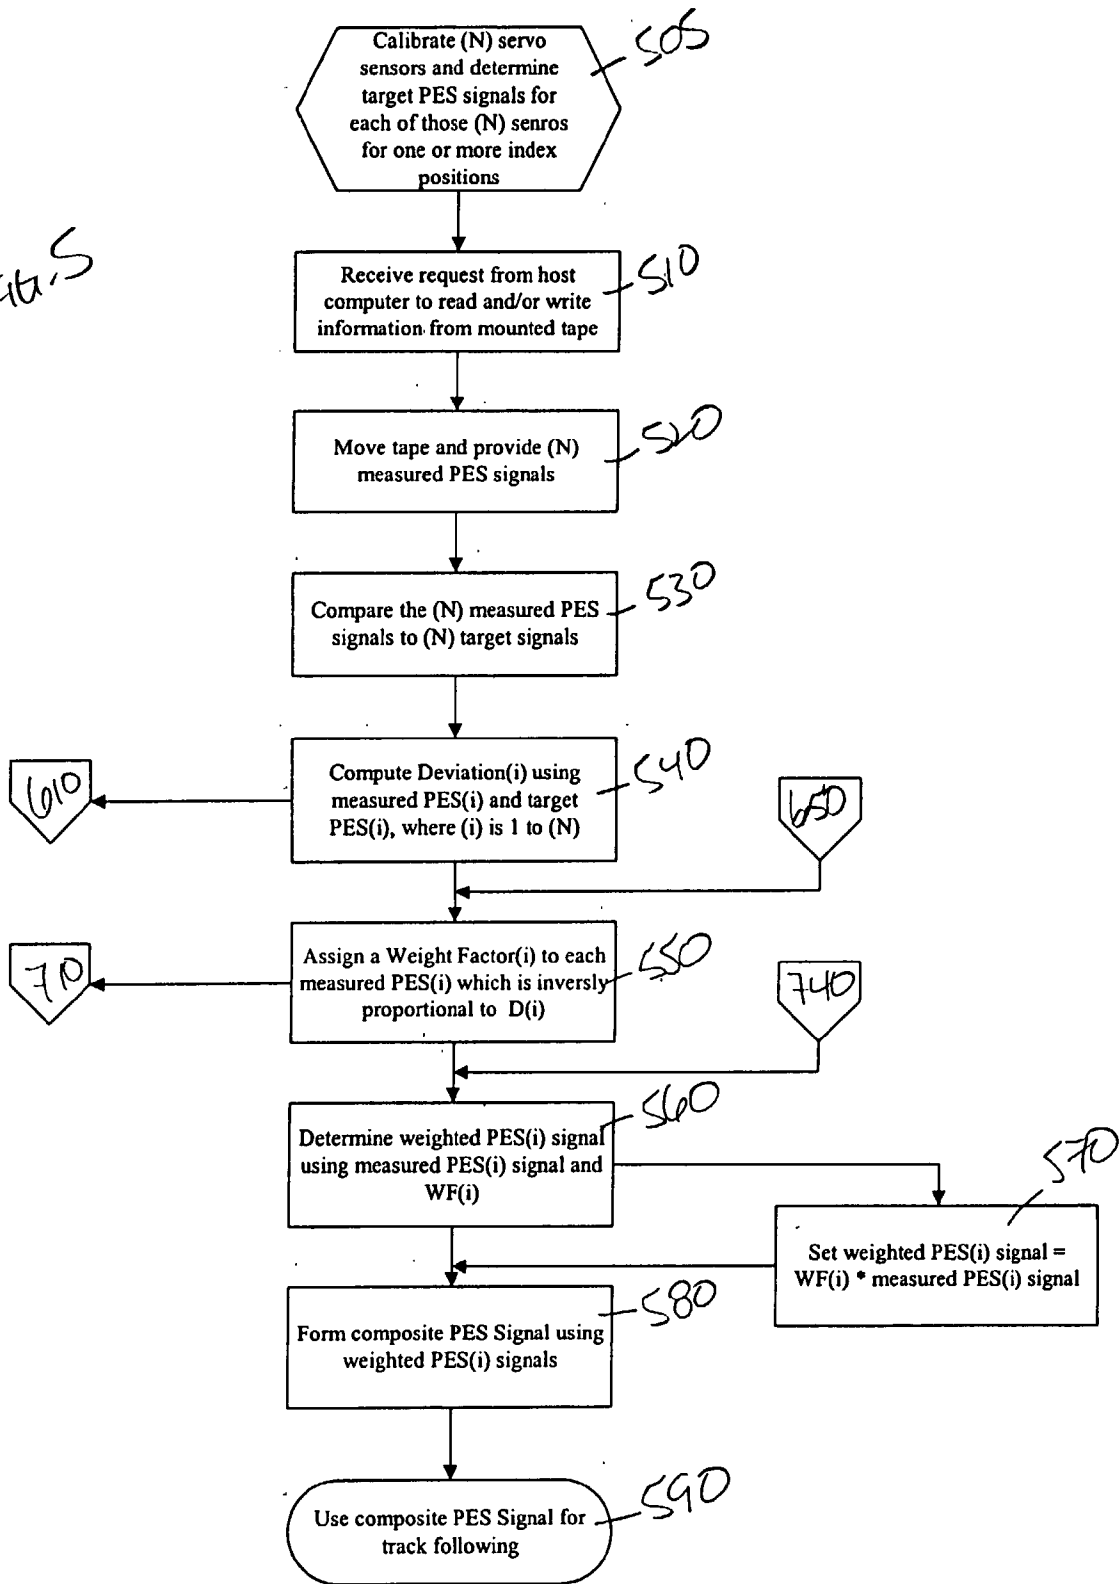 Calibrate (N) servo
sensors and determine
target PES signals for
each of those (N) senros
for one or more index
positions
505
FIG. 5
Receive request from host
computer to read and/or write
information from mounted tape
510
Move tape and provide (N)
measured PES signals
520
Compare the (N) measured PES
signals to (N) target signals
530
Compute Deviation(i) using
measured PES(i) and target
PES(i), where (i) is 1 to (N)
540
610
650
Assign a Weight Factor(i) to each
measured PES(i) which is inversly
proportional to D(i)
550
710
740
Determine weighted PES(i) signal
using measured PES(i) signal and
WF(i)
560
570
Set weighted PES(i) signal =
WF(i) * measured PES(i) signal
Form composite PES Signal using
weighted PES(i) signals
580
Use composite PES Signal for
track following
590